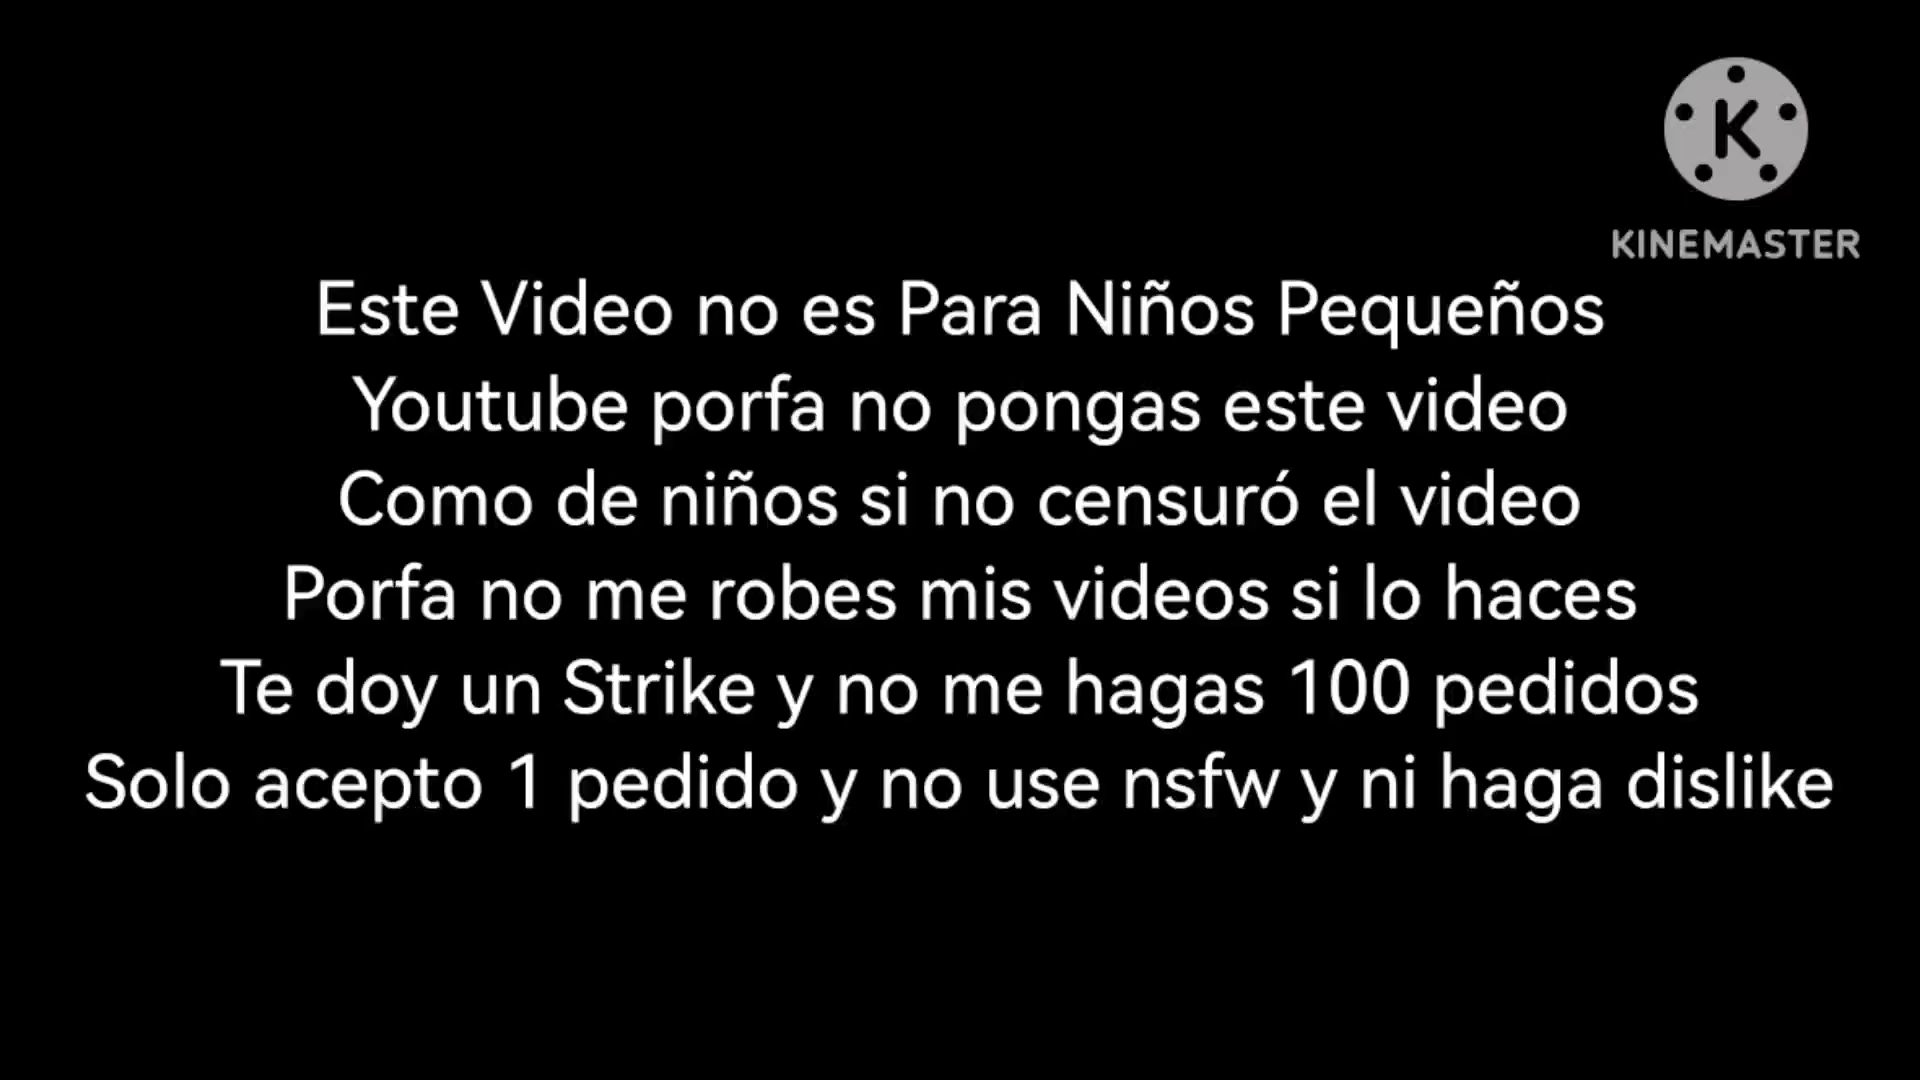 KINEMASTER
Este Video no es Para Niños Pequeños
Youtube porfa no pongas este video
Como de niños si no censuró el video
Porfa no me robes mis videos si lo haces
Te doy un Strike y no me hagas 100 pedidos
Solo acepto 1 pedido y no use nsfw y ni haga dislike